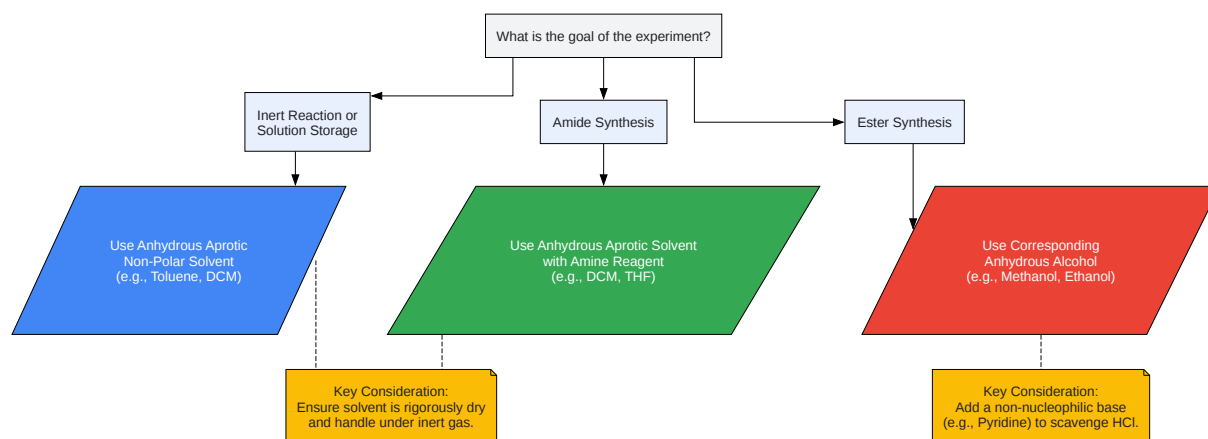 What is the goal of the experiment?
Inert Reaction or
Solution Storage
Amide Synthesis
Ester Synthesis
Use Anhydrous Aprotic
Non-Polar Solvent
(e.g., Toluene, DCM)
Use Anhydrous Aprotic Solvent
with Amine Reagent
(e.g., DCM, THF)
Use Corresponding
Anhydrous Alcohol
(e.g., Methanol, Ethanol)
Key Consideration:
Ensure solvent is rigorously dry
and handle under inert gas.
Key Consideration:
Add a non-nucleophilic base
(e.g., Pyridine) to scavenge HCl.